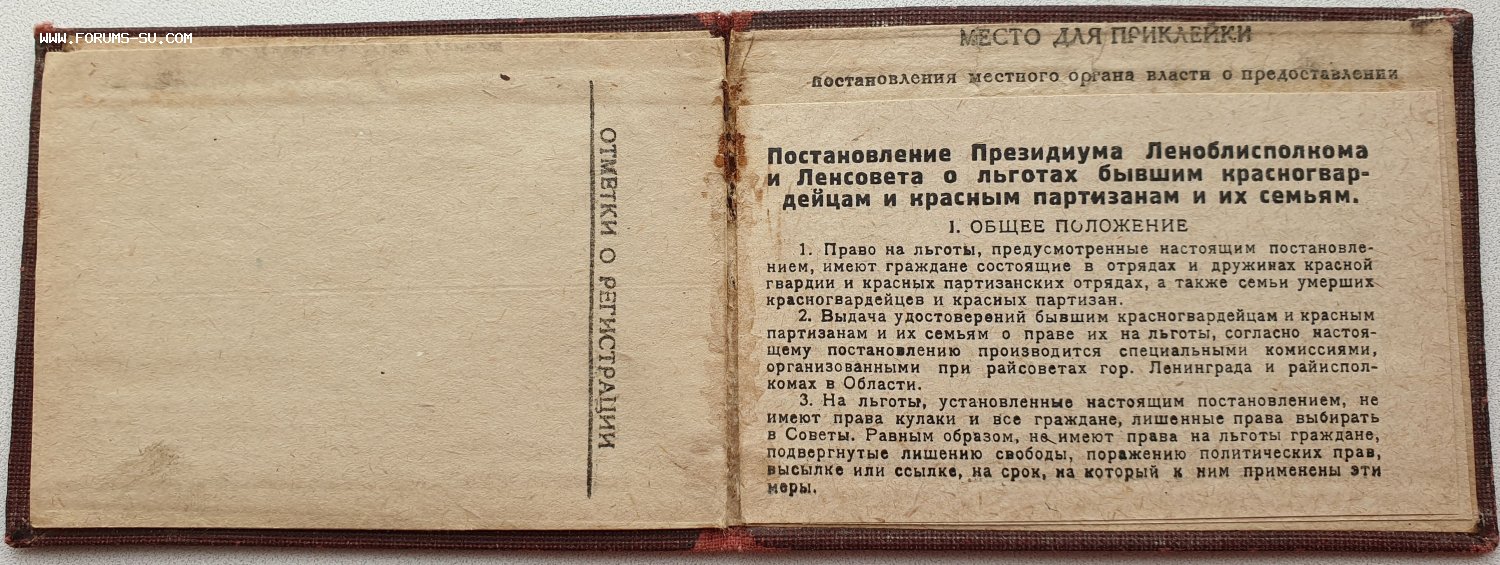 WWW.FORUMS-SU.COM
ОТМЕТКИ О РЕГИСТРАЦИИ
МЕСТО ДЛЯ ПРИКЛЕЙКИ
постановления местного органа власти о предоставлении
Постановление Президиума Леноблисполкома
и Ленсовета о льготах бывшим красногвар-
дейцам и красным партизанам и их семьям.
I. ОБЩЕЕ ПОЛОЖЕНИЕ
1. Право на льготы, предусмотренные настоящим постановле-
нием, имеют граждане состоящие в отрядах и дружинах красной
гвардии и красных партизанских отрядах, а также семьи умерших
красногвардейцев и красных партизан.
2. Выдача удостоверений бывшим красногвардейцам и красным
партизанам и их семьям о праве их на льготы, согласно настоя-
щему постановлению производится специальными комиссиями,
организованными при райсоветах гор. Ленинграда и райиспол-
комах в Области.
3. На льготы, установленные настоящим постановлением, не
имеют права кулаки и все граждане, лишенные права выбирать
в Советы. Равным образом, не имеют права на льготы граждане,
подвергнутые лишению свободы, поражению политических прав,
высылке или ссылке, на срок, на который к ним применены эти
меры.